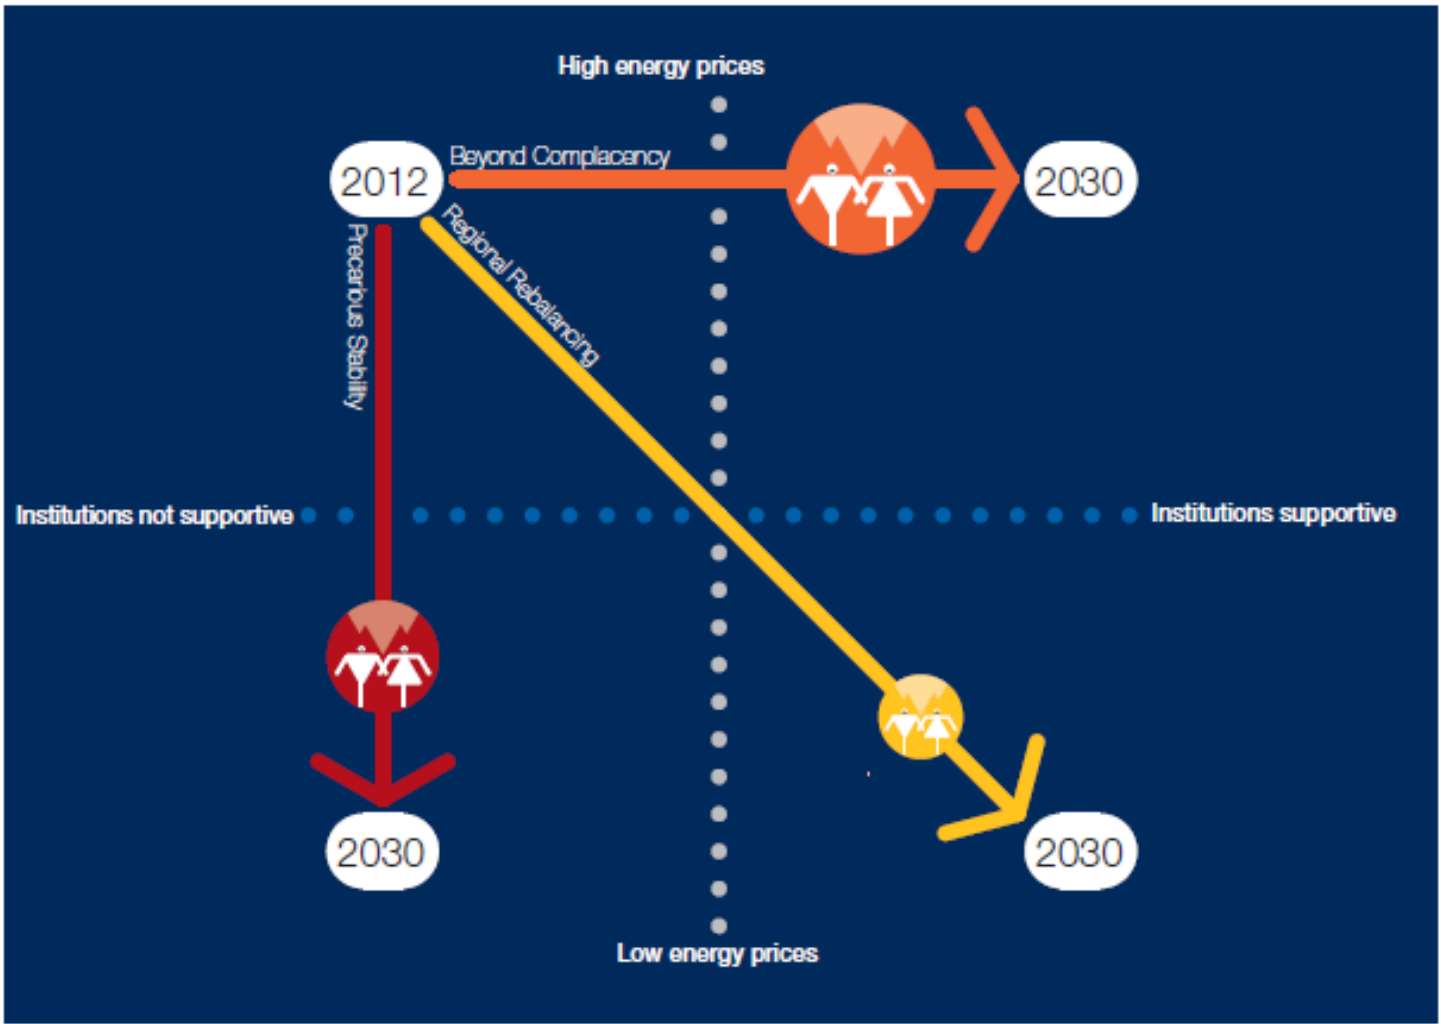 High energy prices
2012
Beyond Complacency
2030
Regional Rebalancing
Precarious Stability
Institutions not supportive
Institutions supportive
2030
2030
Low energy prices